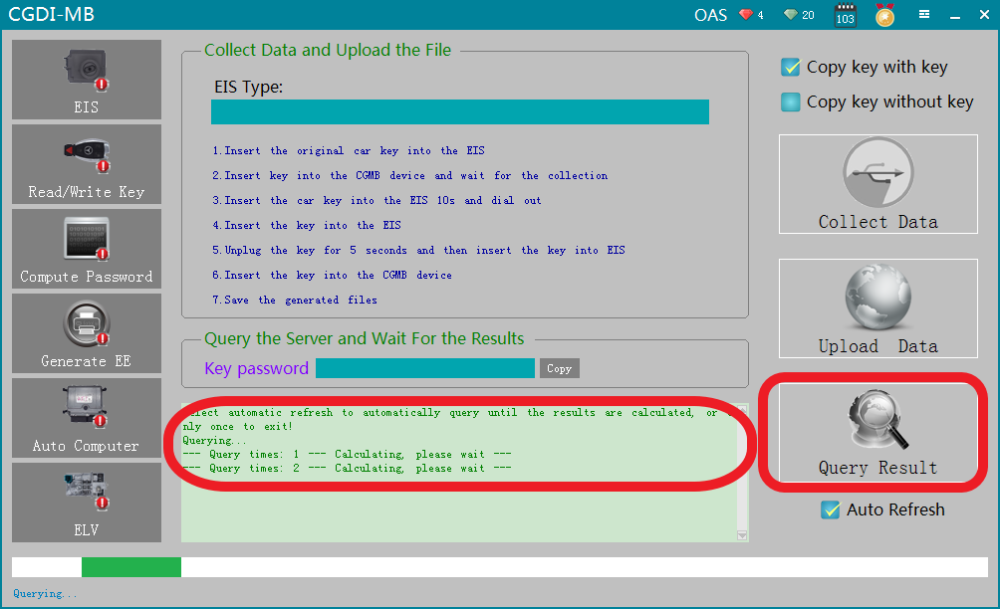 CGDI-MB
OAS 4 20 103
EIS
Read/Write Key
Compute Password
Generate EE
Auto Computer
ELV
Collect Data and Upload the File
EIS Type:
1.Insert the original car key into the EIS
2.Insert key into the CGMB device and wait for the collection
3.Insert the car key into the EIS 10s and dial out
4.Insert the key into the EIS
5.Unplug the key for 5 seconds and then insert the key into EIS
6.Insert the key into the CGMB device
7.Save the generated files
Query the Server and Wait For the Results
Key password
Copy
automatic refresh to automatically query until the results are calculated, or
nly once to exit!
Querying...
--- Query times: 1 --- Calculating, please wait ---
--- Query times: 2 --- Calculating, please wait ---
Copy key with key
Copy key without key
Collect Data
Upload Data
Query Result
Auto Refresh
Querying...